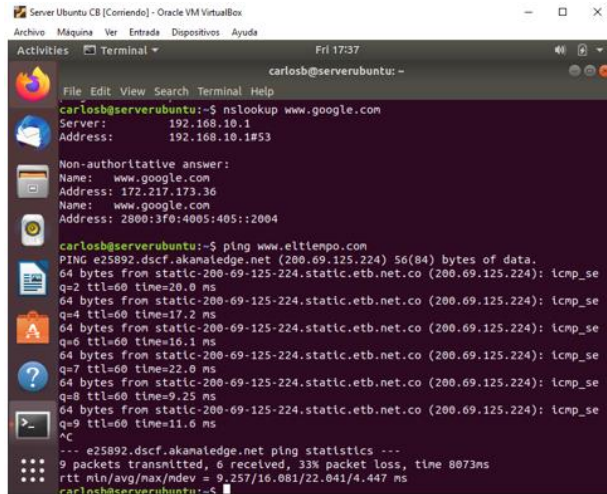 Server Ubuntu CB [Corriendo] - Oracle VM VirtualBox
Archivo Máquina Ver Entrada Dispositivos Ayuda
Activities Terminal Fri 17:37
carlosb@serverubuntu: ~
File Edit View Search Terminal Help
carlosb@serverubuntu:~$ nslookup www.google.com
Server: 192.168.10.1
Address: 192.168.10.1#53
Non-authoritative answer:
Name: www.google.com
Address: 172.217.173.36
Name: www.google.com
Address: 2800:3f0:4005:405::2004
carlosb@serverubuntu:~$ ping www.eltiempo.com
PING e25892.dscf.akamaiedge.net (200.69.125.224) 56(84) bytes of data.
64 bytes from static-200-69-125-224.static.etb.net.co (200.69.125.224): icmp_se
q=2 ttl=60 time=20.0 ms
64 bytes from static-200-69-125-224.static.etb.net.co (200.69.125.224): icmp_se
q=4 ttl=60 time=17.2 ms
64 bytes from static-200-69-125-224.static.etb.net.co (200.69.125.224): icmp_se
q=6 ttl=60 time=16.1 ms
64 bytes from static-200-69-125-224.static.etb.net.co (200.69.125.224): icmp_se
q=7 ttl=60 time=22.0 ms
64 bytes from static-200-69-125-224.static.etb.net.co (200.69.125.224): icmp_se
q=8 ttl=60 time=9.25 ms
64 bytes from static-200-69-125-224.static.etb.net.co (200.69.125.224): icmp_se
q=9 ttl=60 time=11.6 ms
^C
--- e25892.dscf.akamaiedge.net ping statistics ---
9 packets transmitted, 6 received, 33% packet loss, time 8073ms
rtt min/avg/max/mdev = 9.257/16.081/22.041/4.447 ms
carlosb@serverubuntu:~$